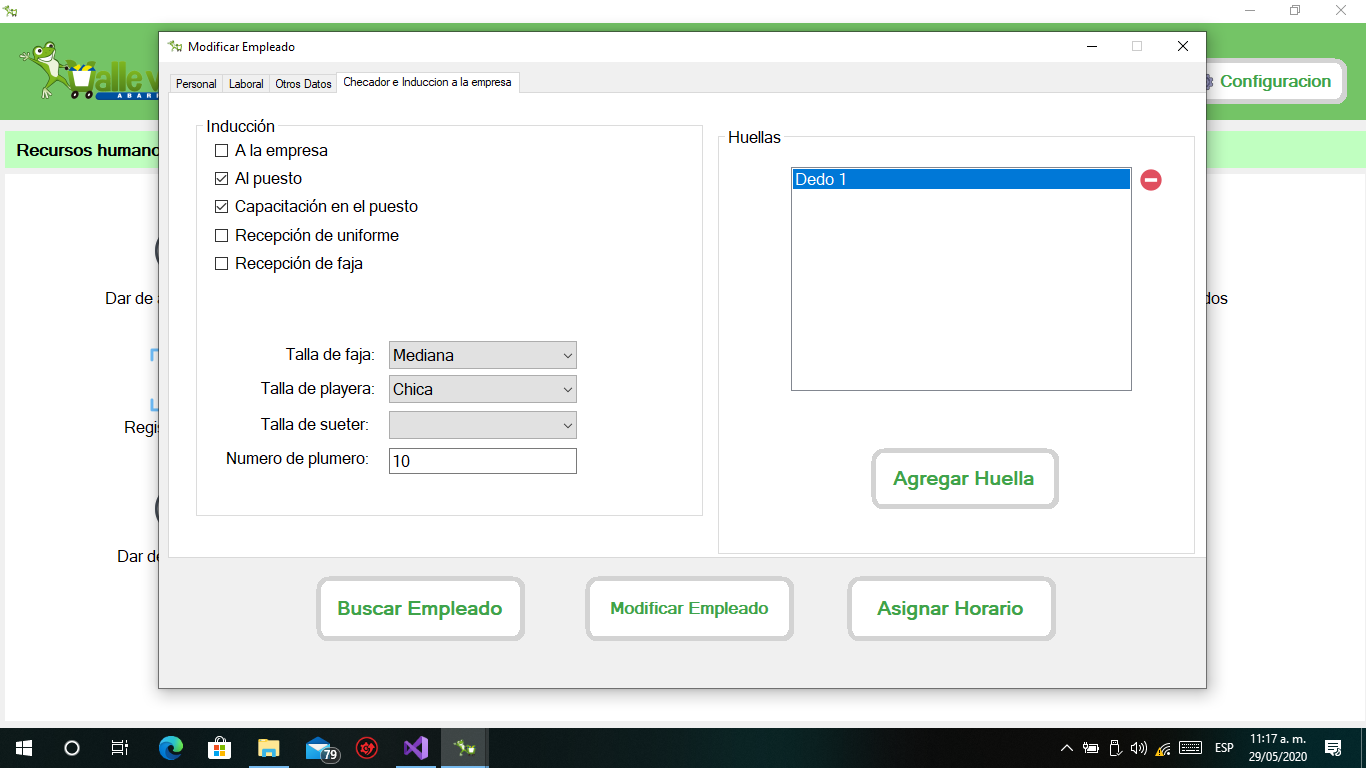 Modificar Empleado
Personal
Laboral
Otros Datos
Checador e Induccion a la empresa
Configuracion
Recursos humano
Inducción
A la empresa
Al puesto
Capacitación en el puesto
Recepción de uniforme
Recepción de faja
Talla de faja:
Mediana
Talla de playera:
Chica
Talla de sueter:
Numero de plumero:
10
Huellas
Dedo 1
Agregar Huella
Dar de
dos
Regis
Dar de
Buscar Empleado
Modificar Empleado
Asignar Horario
79
ESP
11:17 a. m.
29/05/2020